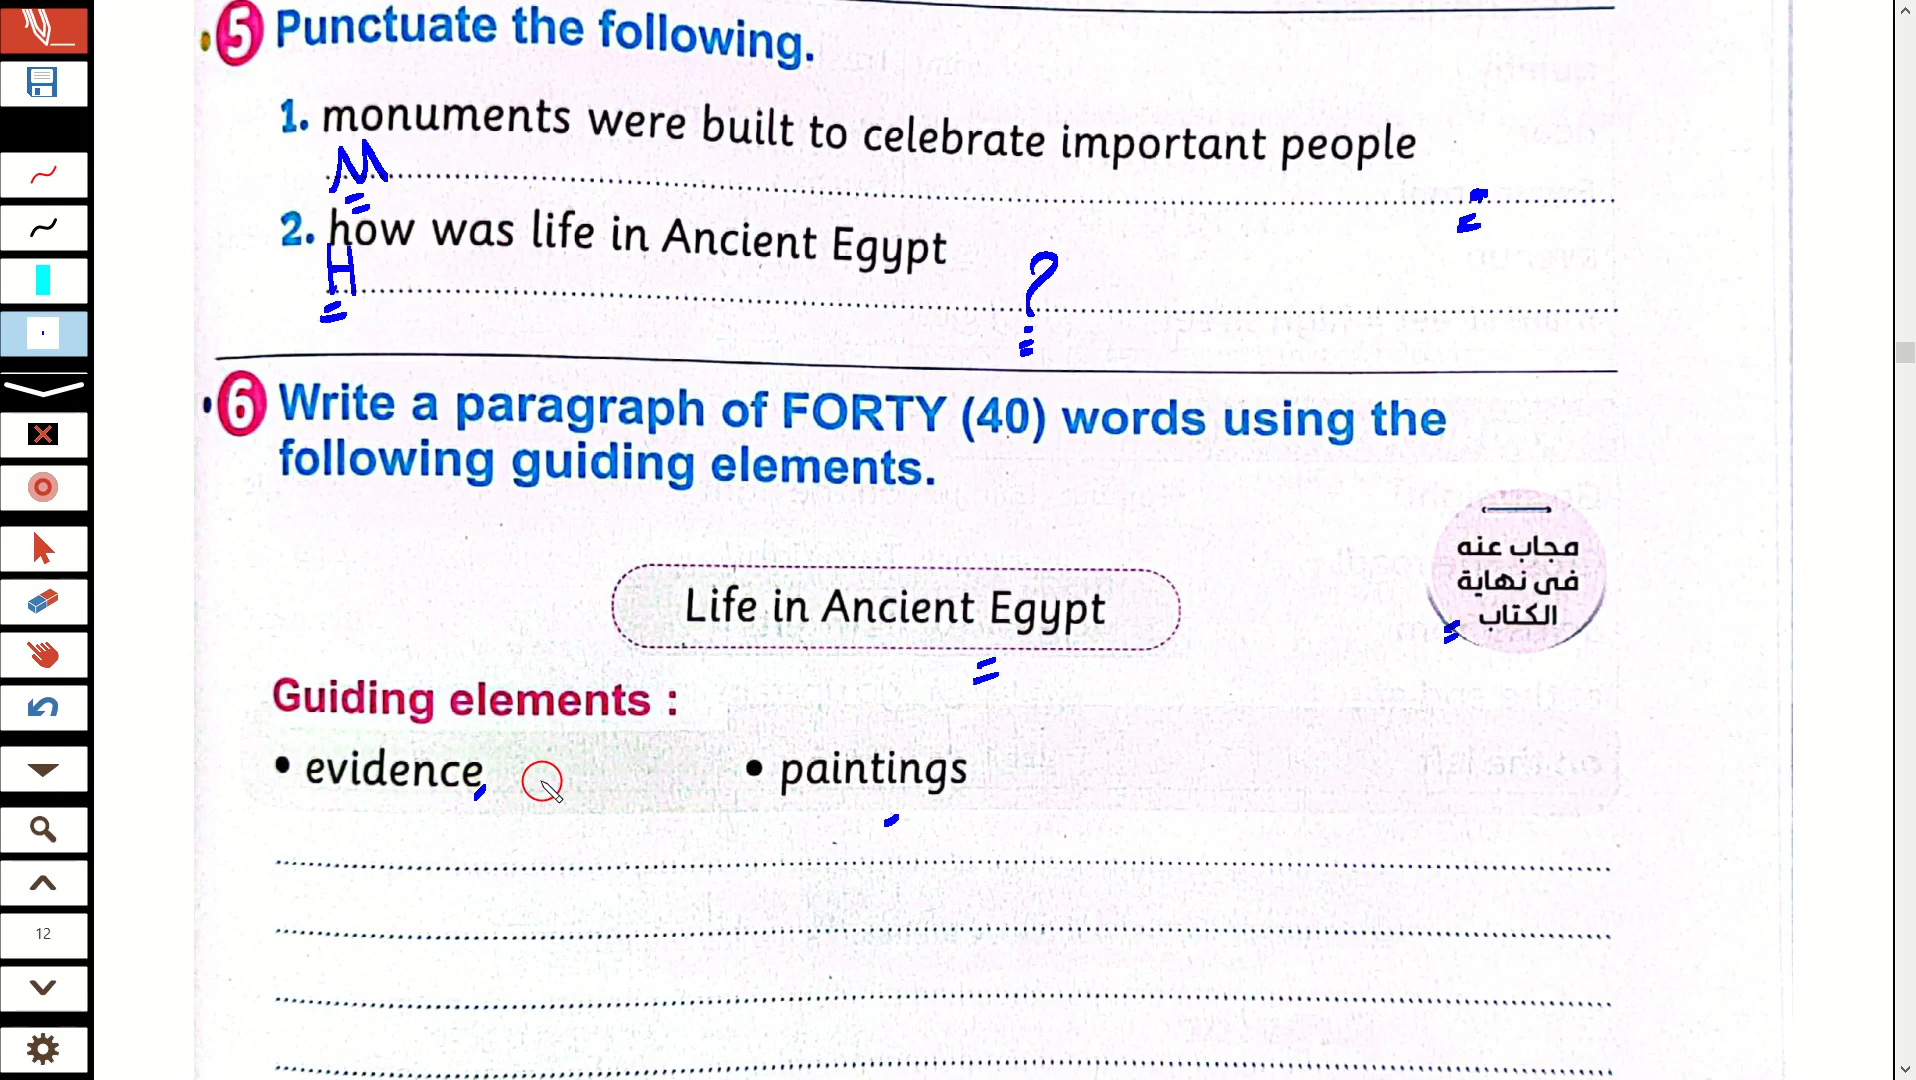 5 Punctuate the following.
1. monuments were built to celebrate important people
M
.
2. how was life in Ancient Egypt
H
?
6 Write a paragraph of FORTY (40) words using the
following guiding elements.
مجاب عنه
فى نهاية
الكتاب
Life in Ancient Egypt
Guiding elements :
• evidence
• paintings
12